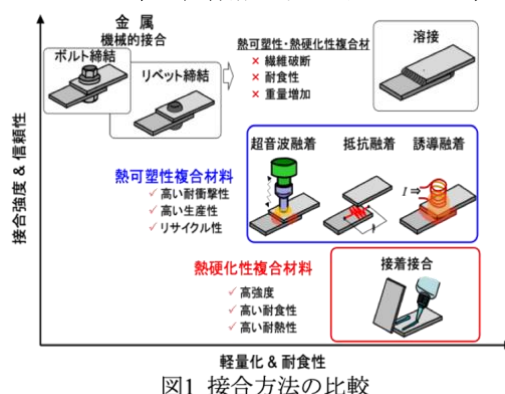 金 属
機械的接合
ボルト締結
リベット締結
熱可塑性・熱硬化性複合材
× 繊維破断
× 耐食性
× 重量増加
溶接
熱可塑性複合材料
✓ 高い耐衝撃性
✓ 高い生産性
✓ リサイクル性
超音波融着
抵抗融着
誘導融着
I ⇒
熱硬化性複合材料
✓ 高強度
✓ 高い耐食性
✓ 高い耐熱性
接着接合
接合強度 & 信頼性
軽量化 & 耐食性
図1 接合方法の比較